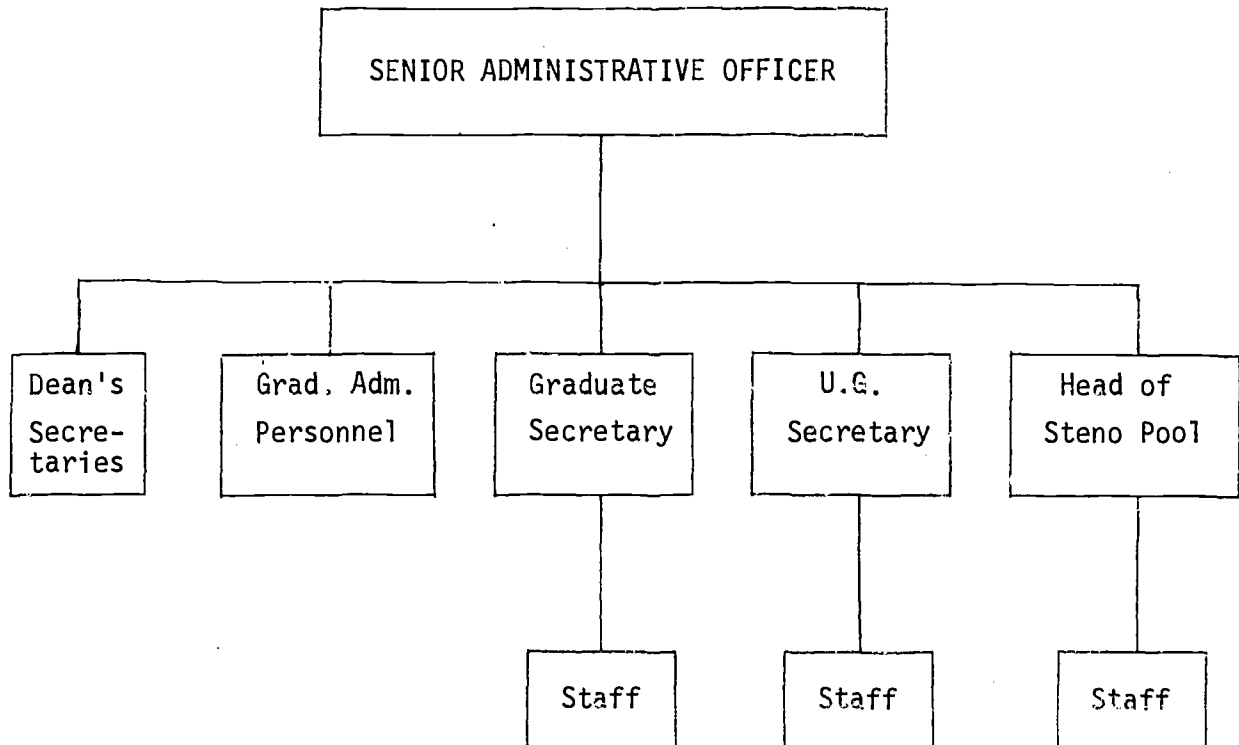 SENIOR ADMINISTRATIVE OFFICER
Dean's
Secre-
taries
Grad. Adm.
Personnel
Graduate
Secretary
U.G.
Secretary
Head of
Steno Pool
Staff
Staff
Staff